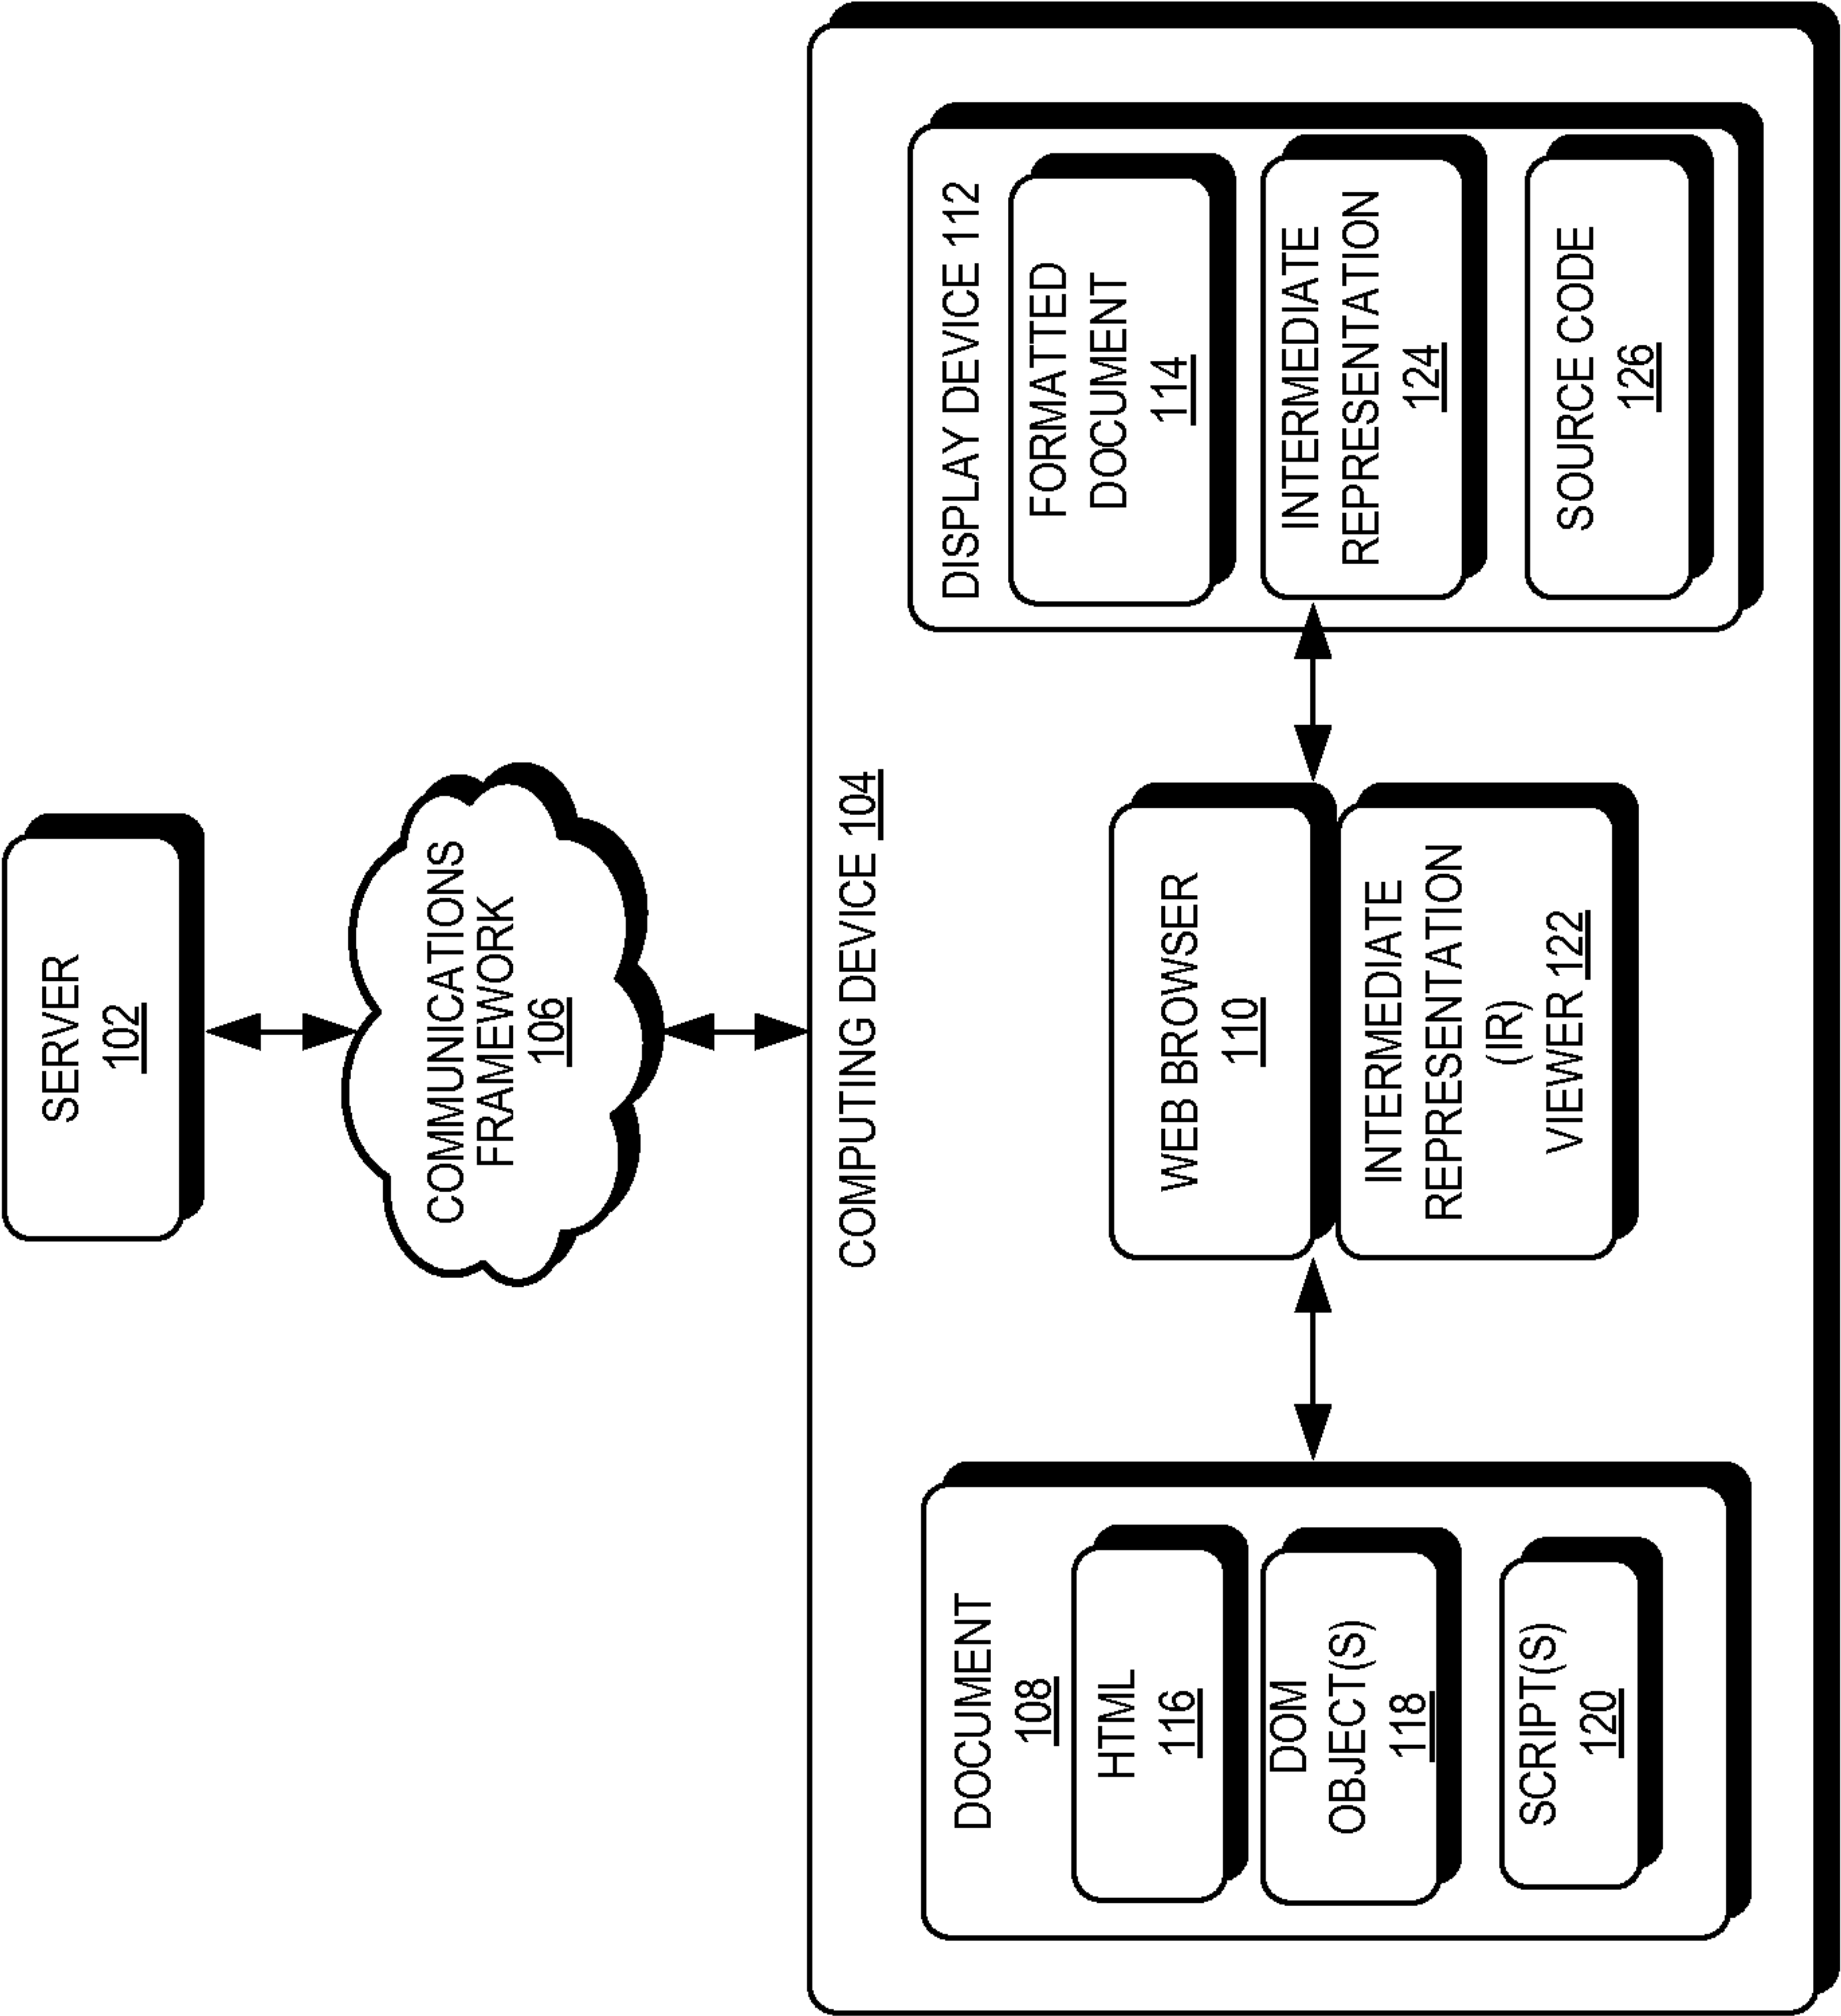 SERVER
102
COMMUNICATIONS
FRAMEWORK
106
COMPUTING DEVICE 104
DOCUMENT
108
HTML
116
DOM
OBJECT(S)
118
SCRIPT(S)
120
WEB BROWSER
110
INTERMEDIATE
REPRESENTATION
(IR)
VIEWER 122
DISPLAY DEVICE 112
FORMATTED
DOCUMENT
114
INTERMEDIATE
REPRESENTATION
124
SOURCE CODE
126